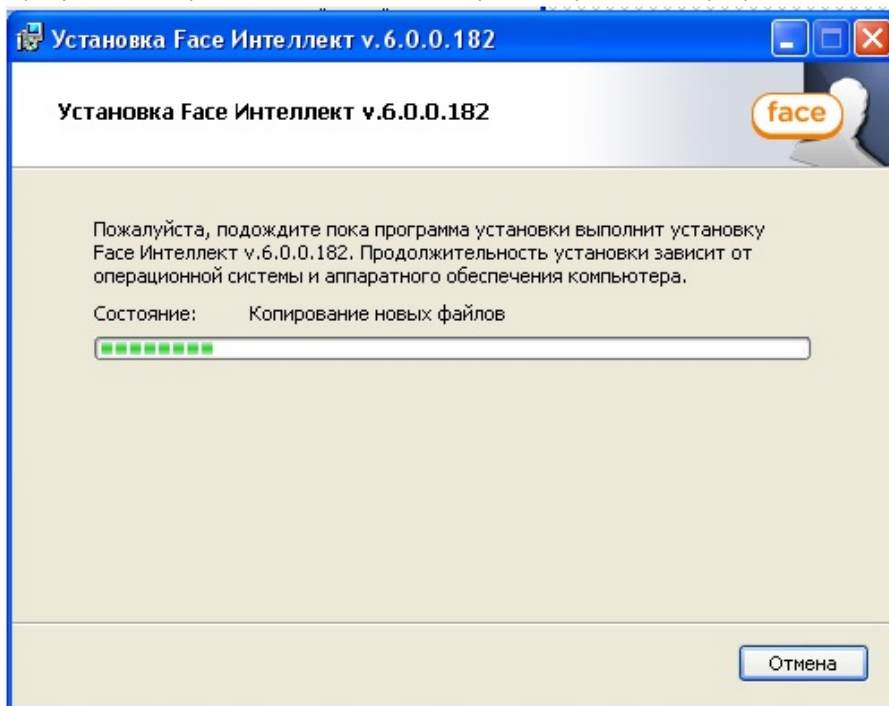 Установка Face Интеллект v.6.0.0.182
Установка Face Интеллект v.6.0.0.182
face
Пожалуйста, подождите пока программа установки выполнит установку
Face Интеллект v.6.0.0.182. Продолжительность установки зависит от
операционной системы и аппаратного обеспечения компьютера.
Состояние: Копирование новых файлов
Отмена